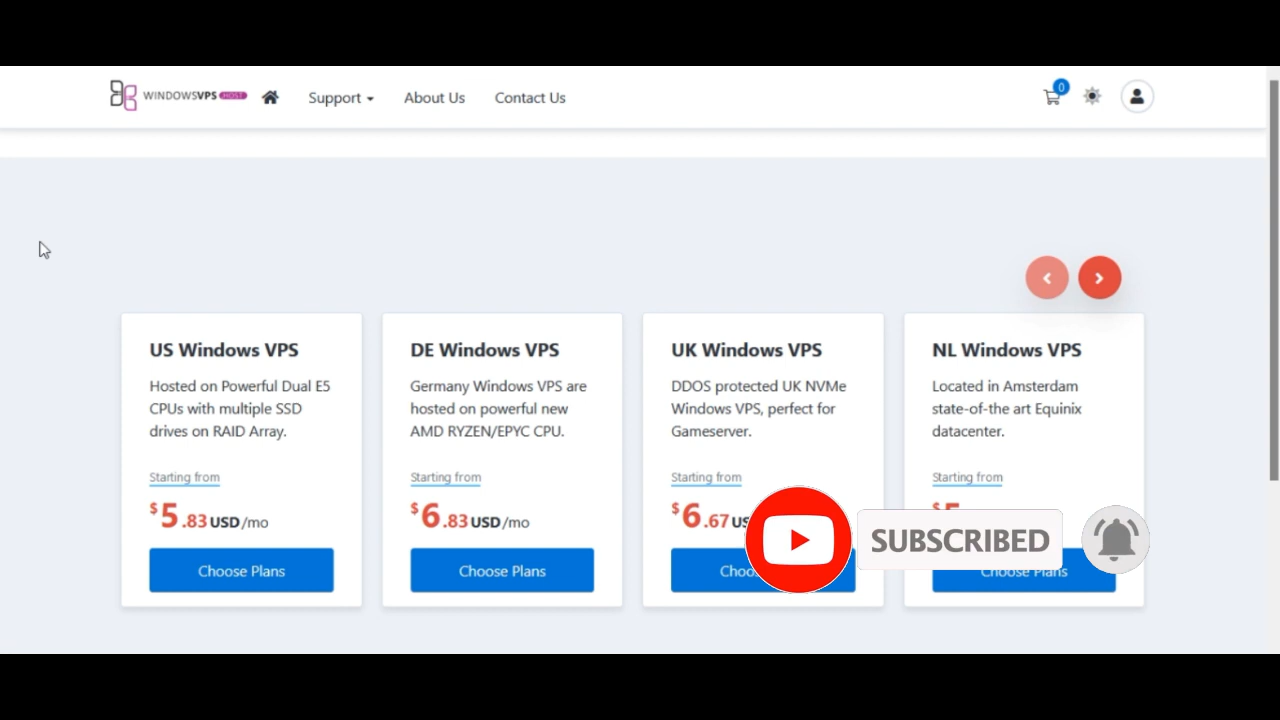 WINDOWSVPS HOST
Support
About Us
Contact Us
0
US Windows VPS
Hosted on Powerful Dual E5
CPUs with multiple SSD
drives on RAID Array.
Starting from
$5.83 USD/mo
Choose Plans
DE Windows VPS
Germany Windows VPS are
hosted on powerful new
AMD RYZEN/EPYC CPU.
Starting from
$6.83 USD/mo
Choose Plans
UK Windows VPS
DDOS protected UK NVMe
Windows VPS, perfect for
Gameserver.
Starting from
$6.67
NL Windows VPS
Located in Amsterdam
state-of-the art Equinix
datacenter.
Starting from
Choose Plans
SUBSCRIBED